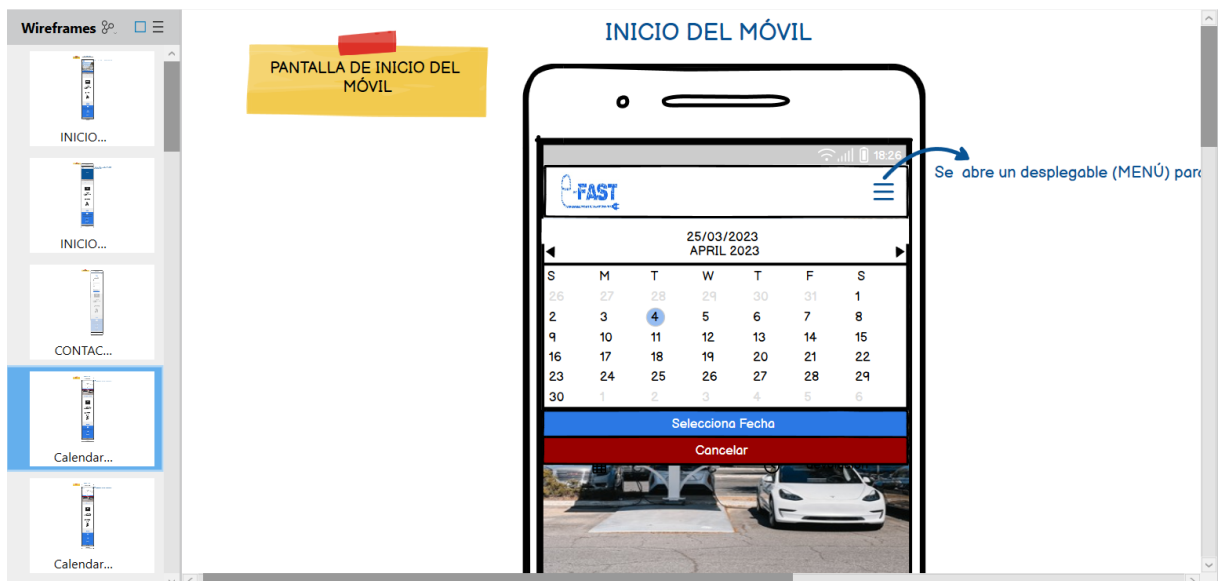 Wireframes
INICIO...
INICIO...
CONTAC...
Calendar...
Calendar...
INICIO DEL MÓVIL
PANTALLA DE INICIO DEL
MÓVIL
18:26
Se abre un desplegable (MENÚ) para
e-FAST
25/03/2023
APRIL 2023
S M T W T F S
26 27 28 29 30 31 1
2 3 4 5 6 7 8
9 10 11 12 13 14 15
16 17 18 19 20 21 22
23 24 25 26 27 28 29
30 1 2 3 4 5 6
Selecciona Fecha
Cancelar